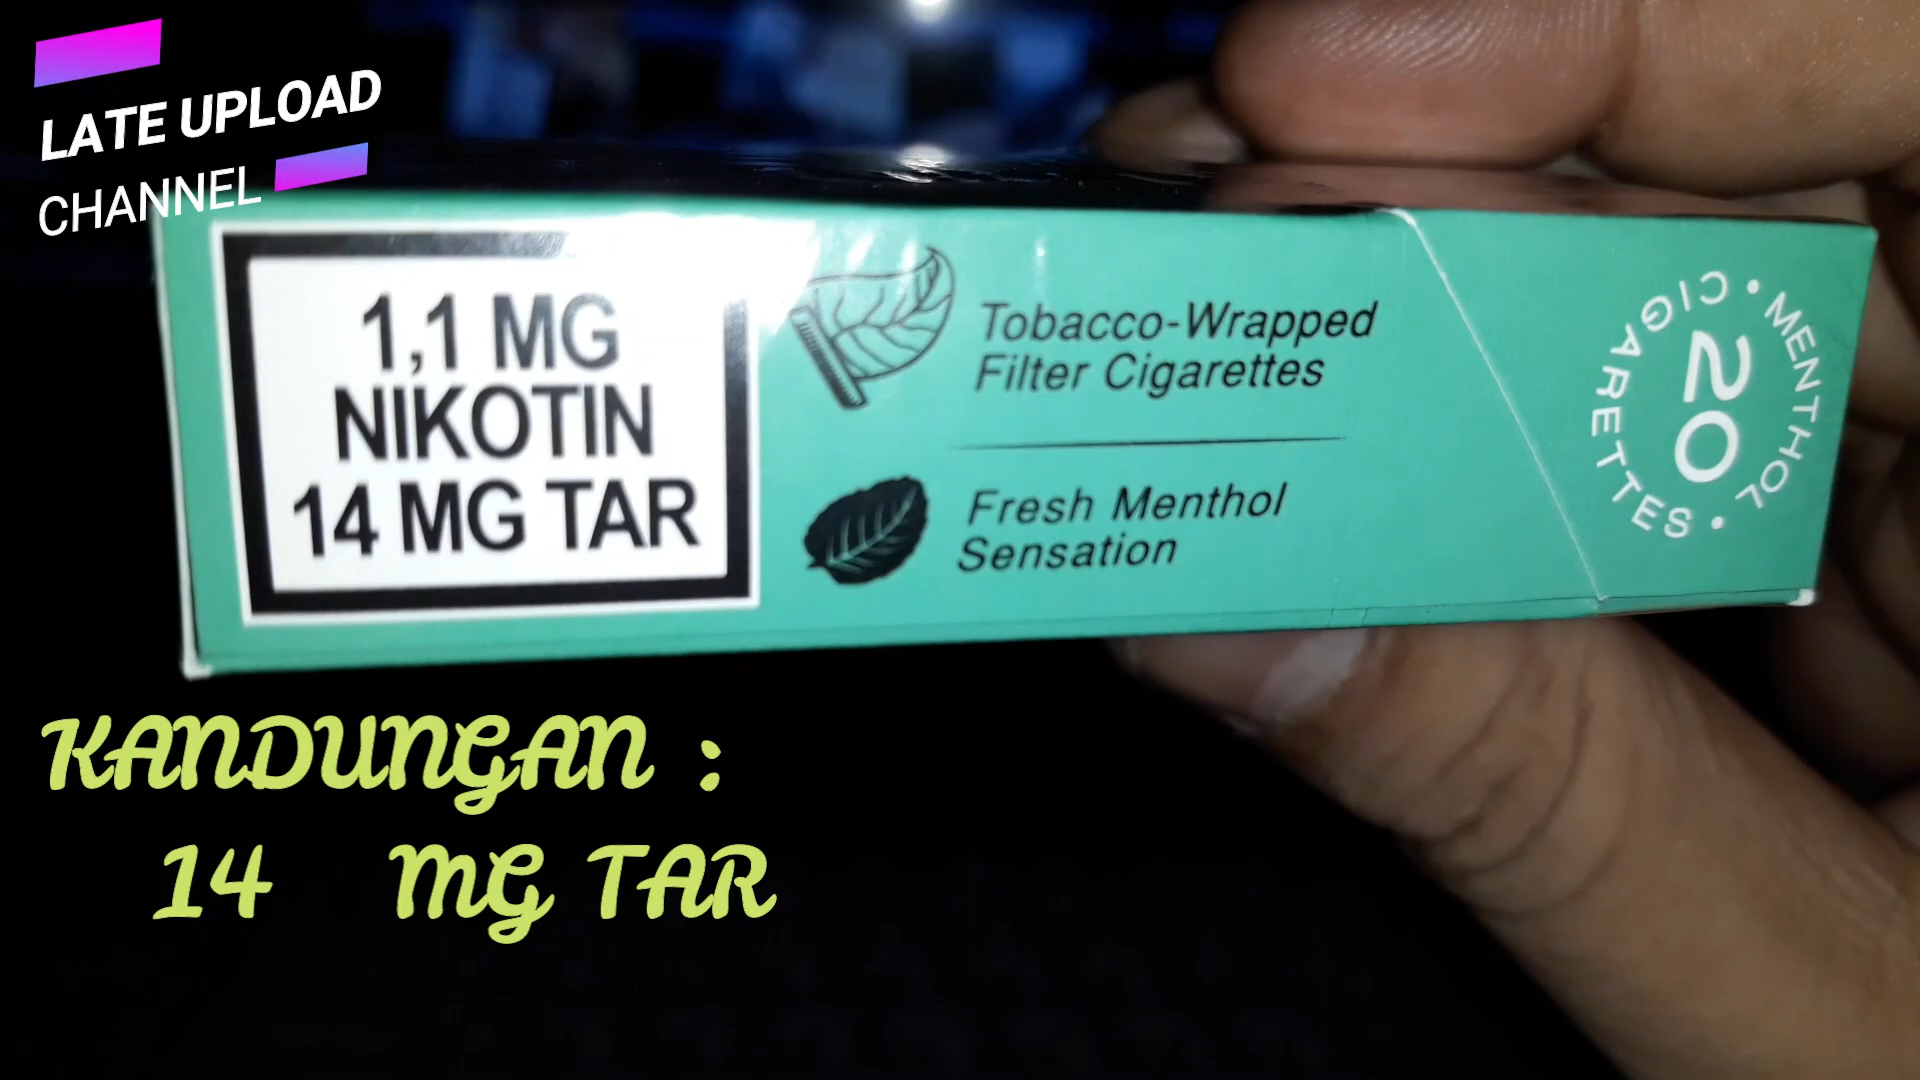 LATE UPLOAD
CHANNEL
1,1 MG
NIKOTIN
14 MG TAR
Tobacco-Wrapped
Filter Cigarettes
Fresh Menthol
Sensation
MENTHOL • CIGARETTES •
20
KANDUNGAN :
14 MG TAR